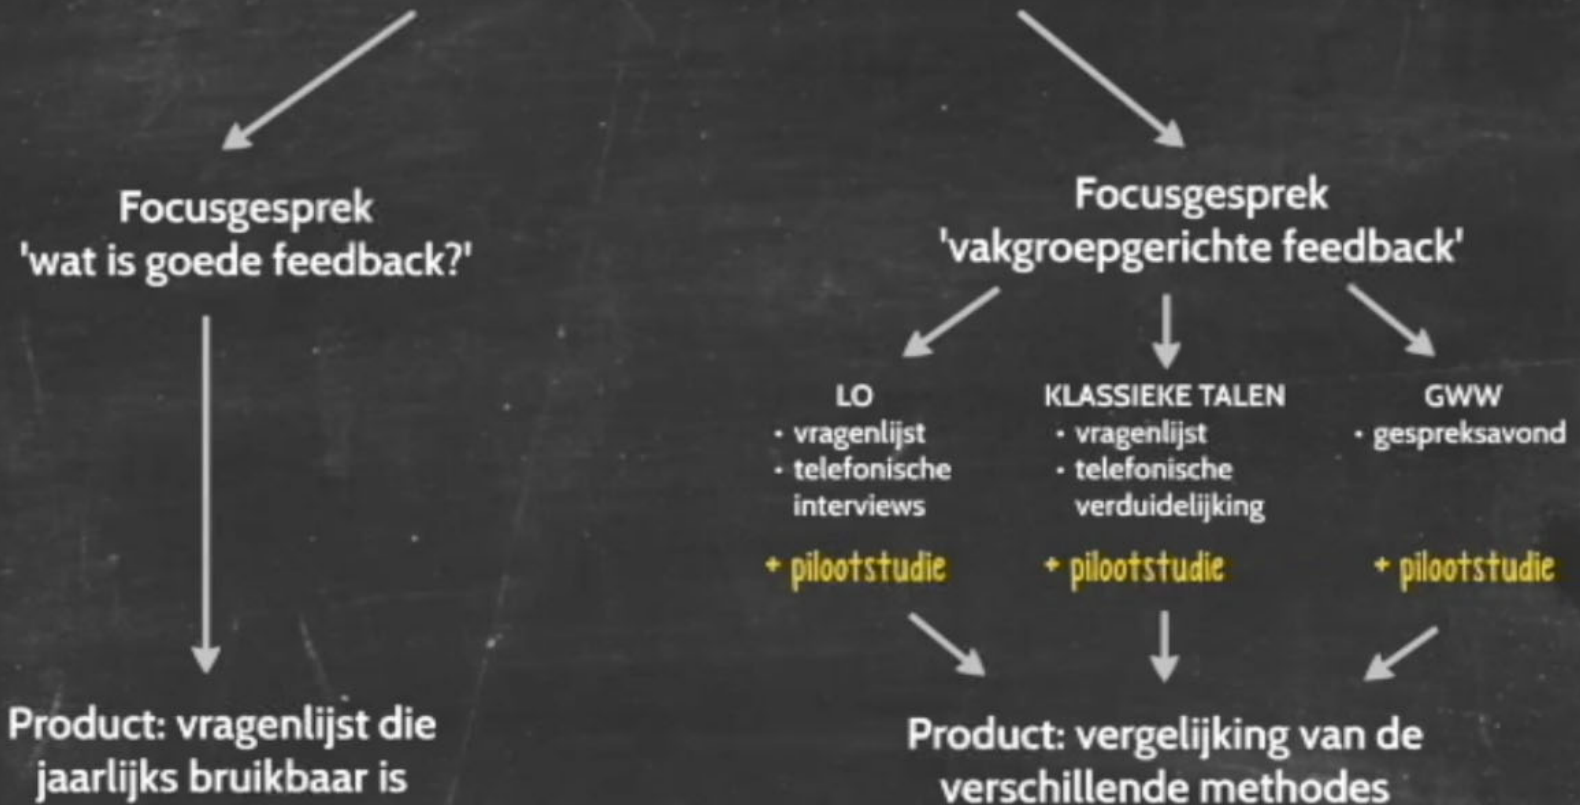 Focusgesprek
'wat is goede feedback?'
Product: vragenlijst die
jaarlijks bruikbaar is
Focusgesprek
'vakgroepgerichte feedback'
LO
• vragenlijst
• telefonische
interviews
+ pilootstudie
KLASSIEKE TALEN
• vragenlijst
• telefonische
verduidelijking
+ pilootstudie
GWW
• gespreksavond
+ pilootstudie
Product: vergelijking van de
verschillende methodes